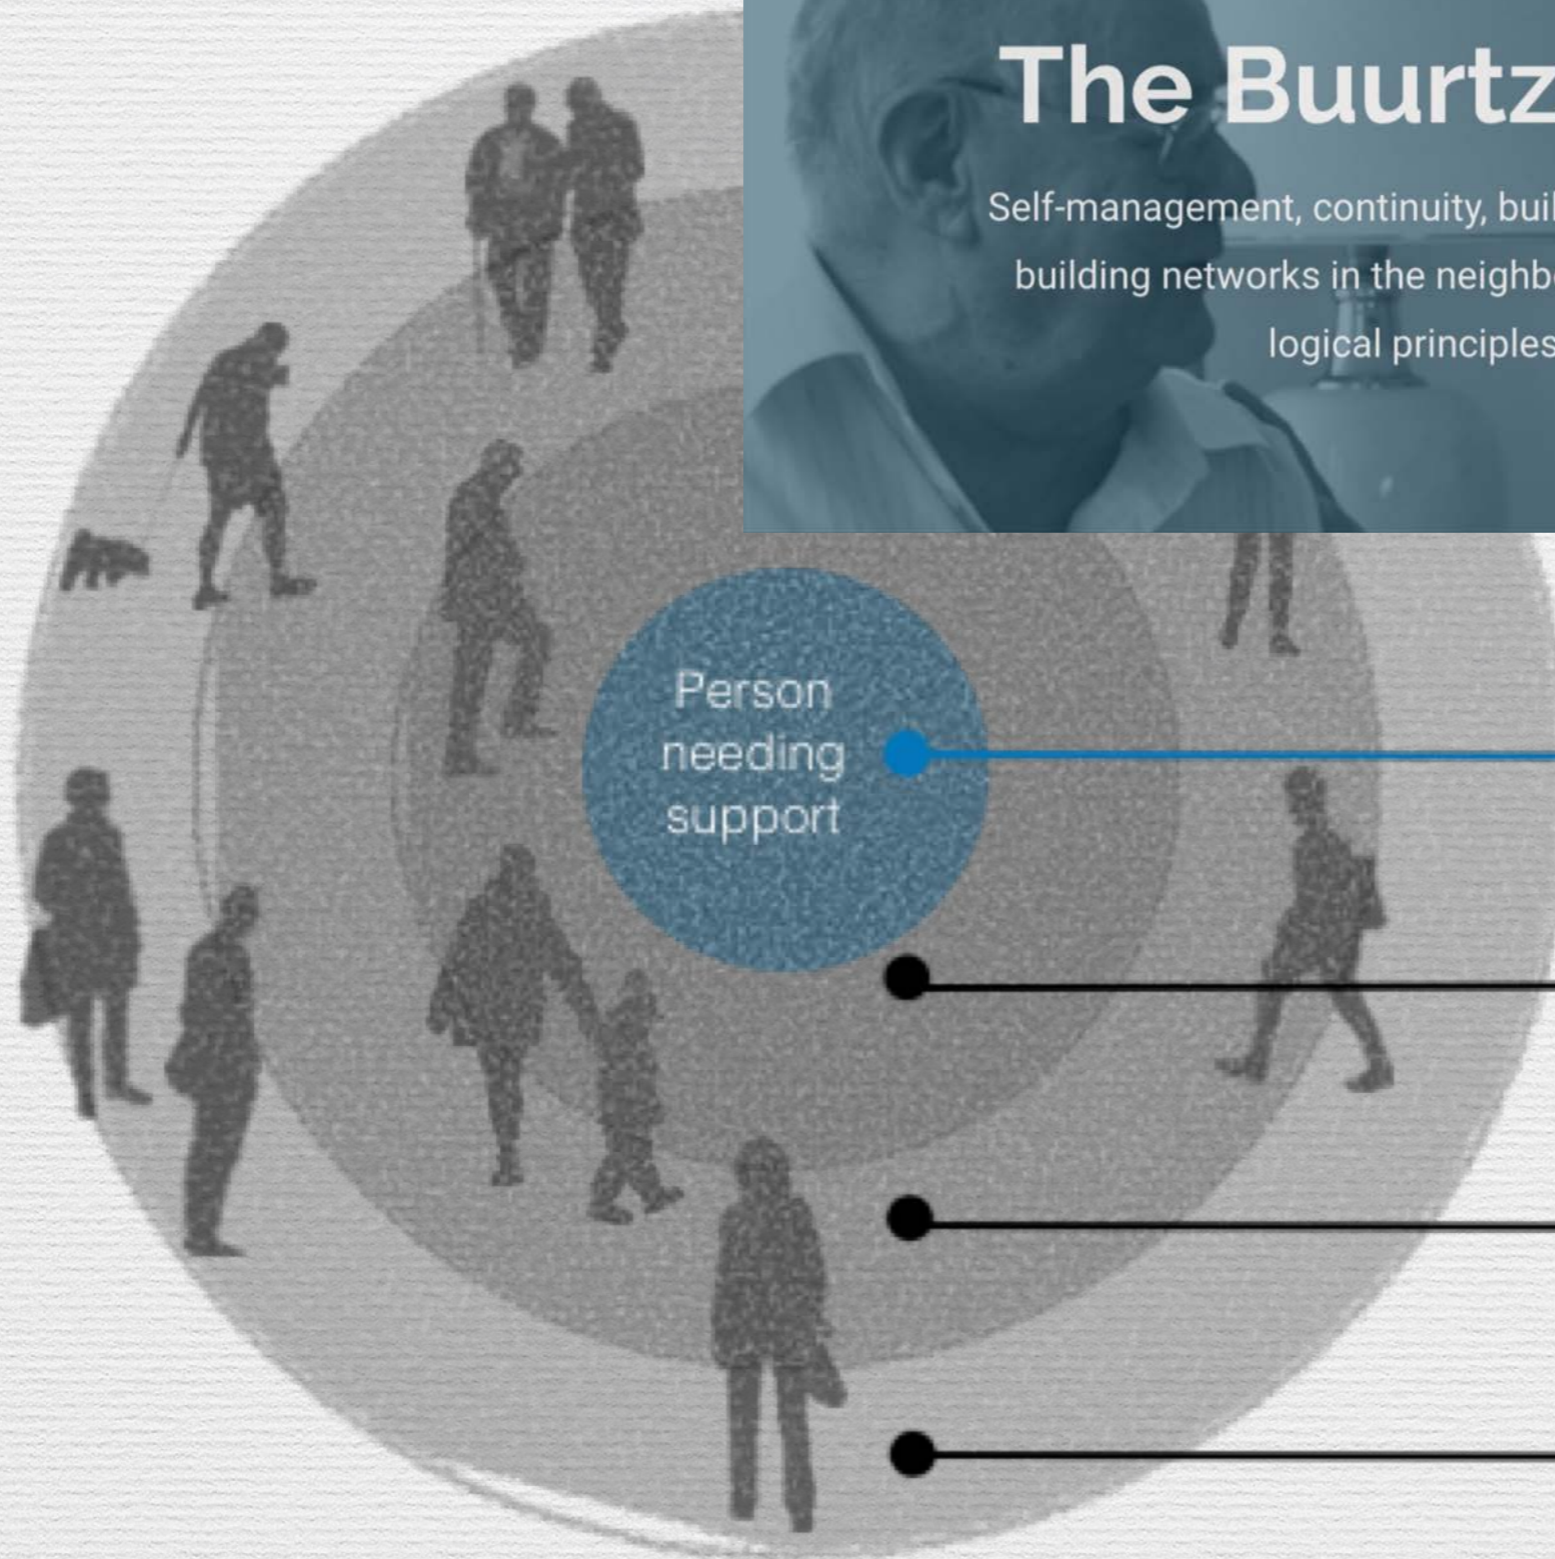 The Buurtz
Self-management, continuity, buil
building networks in the neighb
logical principles
Person
needing
support